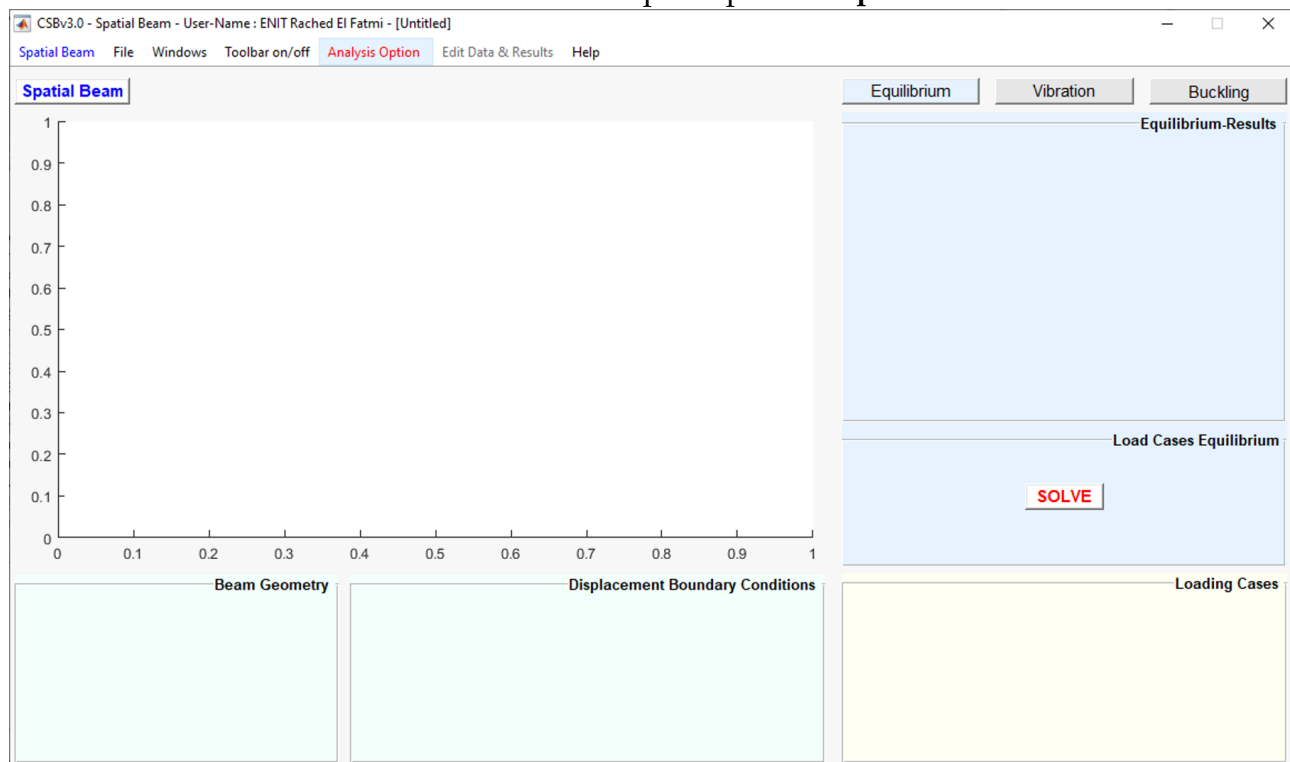 CSBv3.0 - Spatial Beam - User-Name : ENIT Rached El Fatmi - [Untitled]
Spatial Beam File Windows Toolbar on/off Analysis Option Edit Data & Results Help
Spatial Beam
Equilibrium Vibration Buckling
1
0.9
0.8
0.7
0.6
0.5
0.4
0.3
0.2
0.1
0
0 0.1 0.2 0.3 0.4 0.5 0.6 0.7 0.8 0.9 1
Equilibrium-Results
Load Cases Equilibrium
SOLVE
Beam Geometry
Displacement Boundary Conditions
Loading Cases